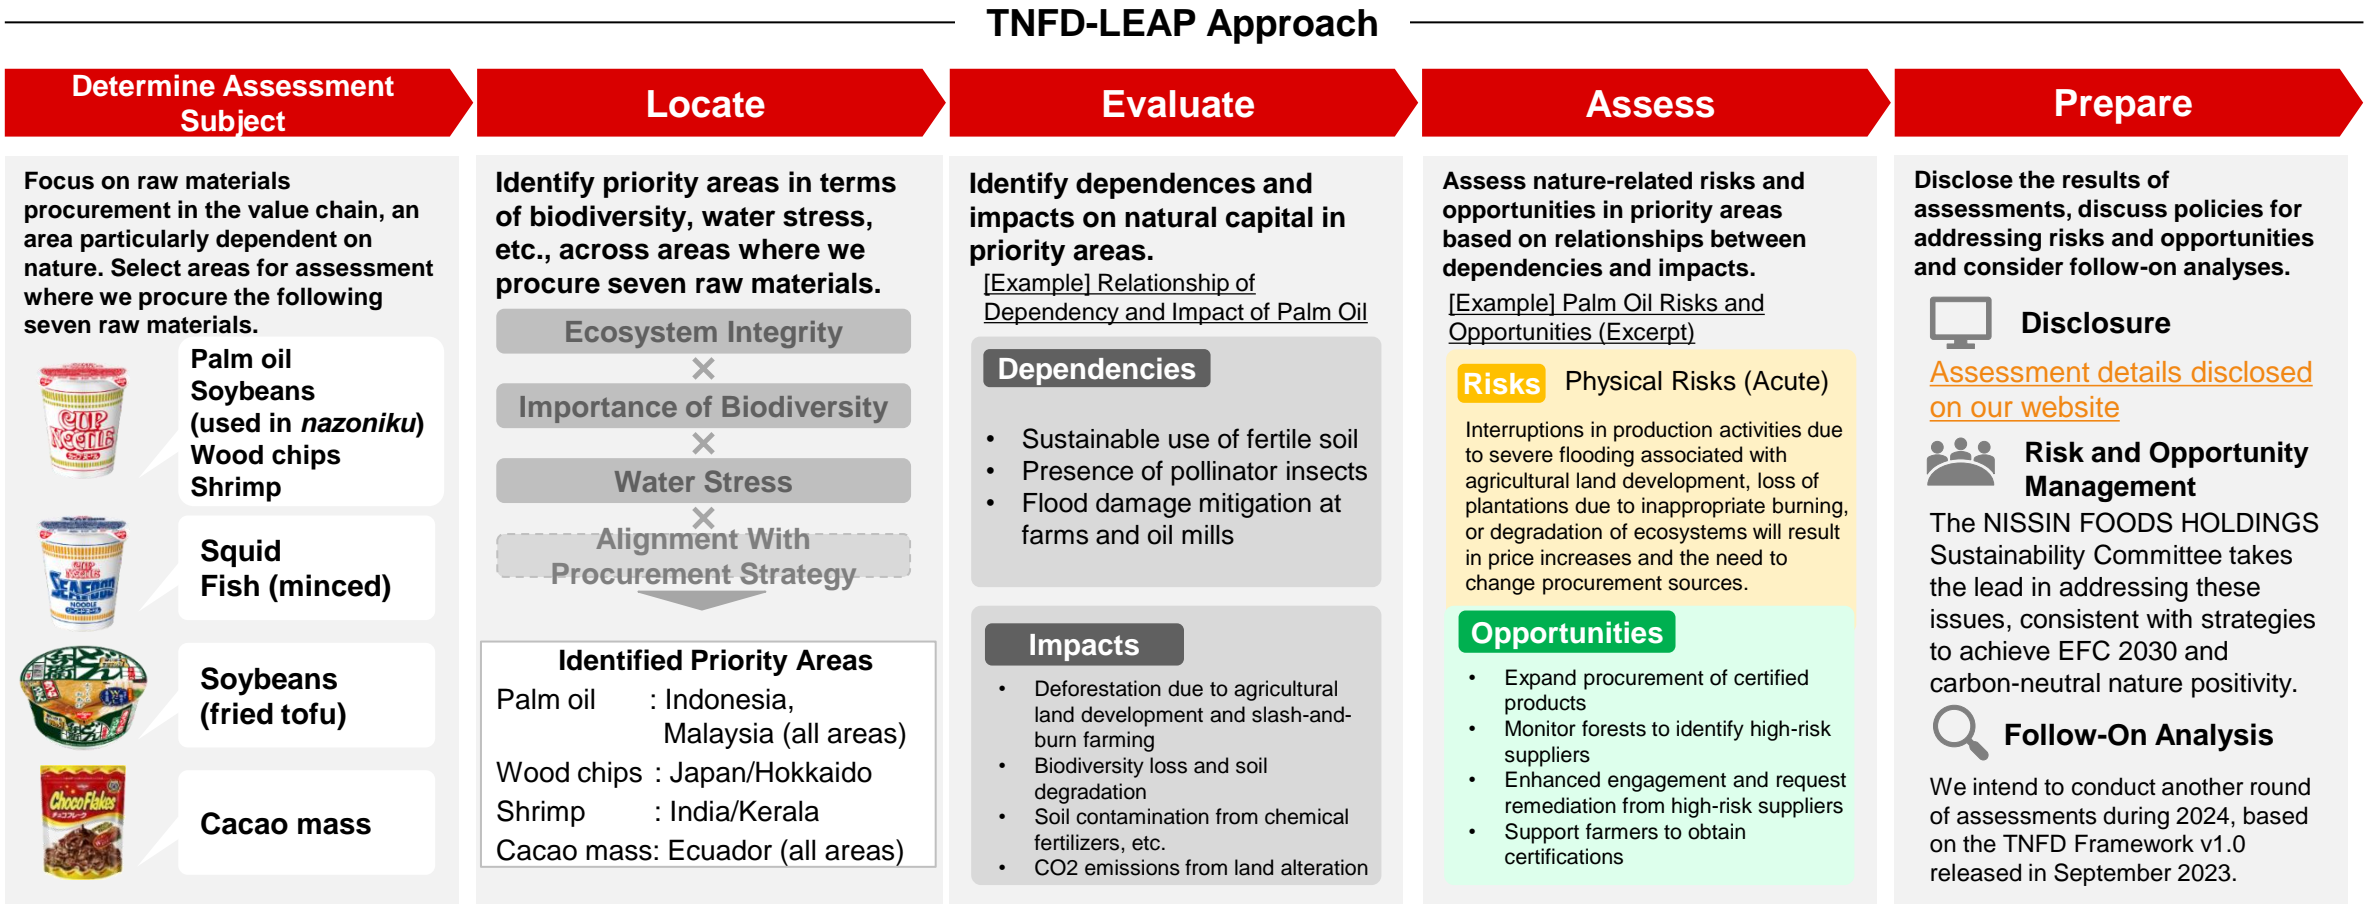 TNFD-LEAP Approach
Determine Assessment
Subject
Focus on raw materials
procurement in the value chain, an
area particularly dependent on
nature. Select areas for assessment
where we procure the following
seven raw materials.
CUP
NOODLE
Palm oil
Soybeans
(used in nazoniku)
Wood chips
Shrimp
SEAFOOD
NOODLE
Squid
Fish (minced)
Soybeans
(fried tofu)
ChocoFlakes
チョコフレーク
Cacao mass
Locate
Identify priority areas in terms
of biodiversity, water stress,
etc., across areas where we
procure seven raw materials.
Ecosystem Integrity
×
Importance of Biodiversity
×
Water Stress
×
Alignment With
Procurement Strategy
Identified Priority Areas
Palm oil : Indonesia,
Malaysia (all areas)
Wood chips : Japan/Hokkaido
Shrimp : India/Kerala
Cacao mass: Ecuador (all areas)
Evaluate
Identify dependences and
impacts on natural capital in
priority areas.
[Example] Relationship of
Dependency and Impact of Palm Oil
Dependencies
• Sustainable use of fertile soil
• Presence of pollinator insects
• Flood damage mitigation at
farms and oil mills
Impacts
• Deforestation due to agricultural
land development and slash-and-
burn farming
• Biodiversity loss and soil
degradation
• Soil contamination from chemical
fertilizers, etc.
• CO2 emissions from land alteration
Assess
Assess nature-related risks and
opportunities in priority areas
based on relationships between
dependencies and impacts.
[Example] Palm Oil Risks and
Opportunities (Excerpt)
Risks Physical Risks (Acute)
Interruptions in production activities due
to severe flooding associated with
agricultural land development, loss of
plantations due to inappropriate burning,
or degradation of ecosystems will result
in price increases and the need to
change procurement sources.
Opportunities
• Expand procurement of certified
products
• Monitor forests to identify high-risk
suppliers
• Enhanced engagement and request
remediation from high-risk suppliers
• Support farmers to obtain
certifications
Prepare
Disclose the results of
assessments, discuss policies for
addressing risks and opportunities
and consider follow-on analyses.
Disclosure
Assessment details disclosed
on our website
Risk and Opportunity
Management
The NISSIN FOODS HOLDINGS
Sustainability Committee takes
the lead in addressing these
issues, consistent with strategies
to achieve EFC 2030 and
carbon-neutral nature positivity.
Follow-On Analysis
We intend to conduct another round
of assessments during 2024, based
on the TNFD Framework v1.0
released in September 2023.